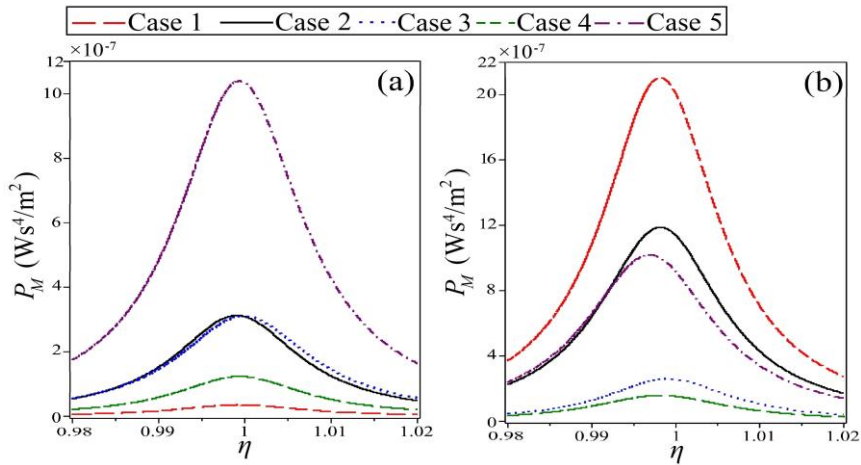 Case 1 Case 2 Case 3 Case 4 Case 5
×10⁻⁷
(a)
12
10
8
4
2
0
P_M (Ws⁴/m²)
0.98 0.99 1 1.01 1.02
η
×10⁻⁷
(b)
22
20
16
12
8
4
0
P_M (Ws⁴/m²)
0.98 0.99 1 1.01 1.02
η